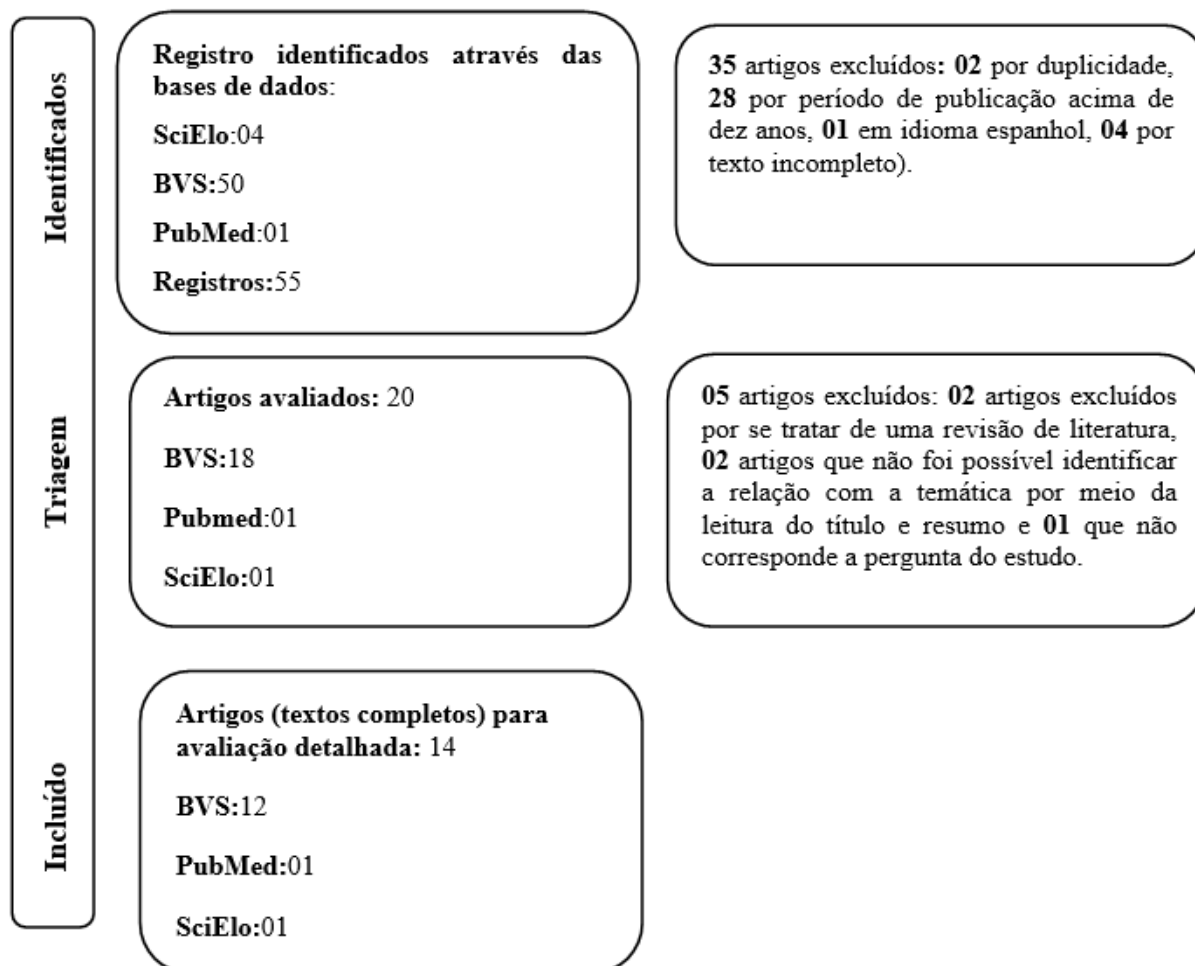 Identificados
Registro identificados através das
bases de dados:
SciElo:04
BVS:50
PubMed:01
Registros:55
35 artigos excluídos: 02 por duplicidade,
28 por período de publicação acima de
dez anos, 01 em idioma espanhol, 04 por
texto incompleto).
Triagem
Artigos avaliados: 20
BVS:18
Pubmed:01
SciElo:01
05 artigos excluídos: 02 artigos excluídos
por se tratar de uma revisão de literatura,
02 artigos que não foi possível identificar
a relação com a temática por meio da
leitura do título e resumo e 01 que não
corresponde a pergunta do estudo.
Incluído
Artigos (textos completos) para
avaliação detalhada: 14
BVS:12
PubMed:01
SciElo:01